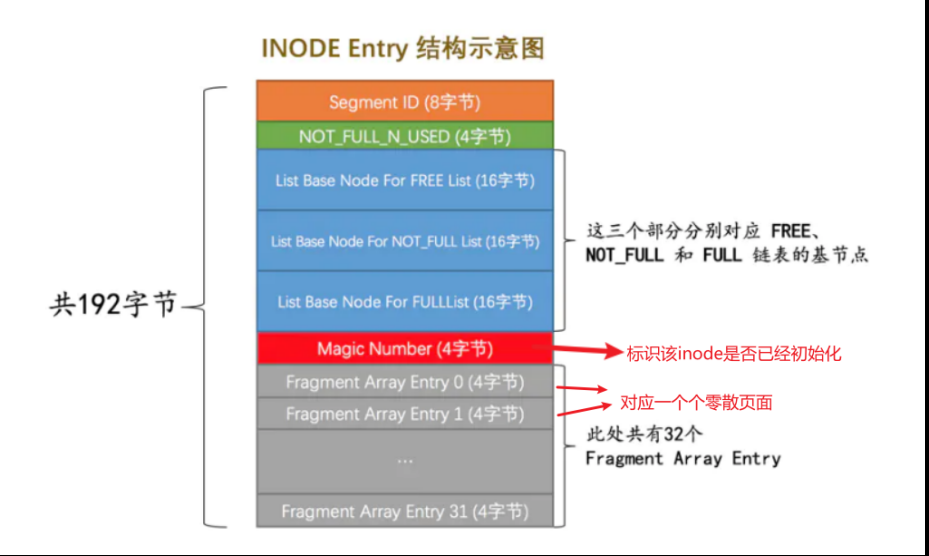 INODE Entry 结构示意图
Segment ID (8字节)
NOT_FULL_N_USED (4字节)
List Base Node For FREE List (16字节)
List Base Node For NOT_FULL List (16字节)
List Base Node For FULLList (16字节)
这三个部分分别对应 FREE、
NOT_FULL 和 FULL 链表的基节点
共192字节
Magic Number (4字节)
标识该inode是否已经初始化
Fragment Array Entry 0 (4字节)
Fragment Array Entry 1 (4字节)
...
Fragment Array Entry 31 (4字节)
对应一个个零散页面
此处共有32个
Fragment Array Entry